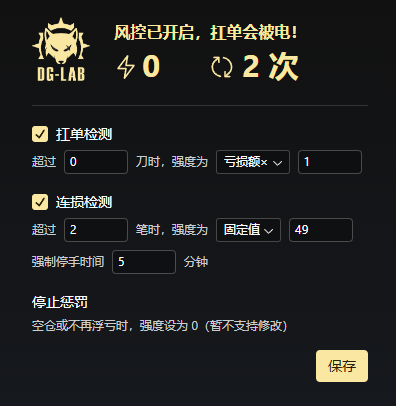 风控已开启，扛单会被电！
0 2 次
DG-LAB
扛单检测
超过 0 刀时，强度为 亏损额× 1
连损检测
超过 2 笔时，强度为 固定值 49
强制停手时间 5 分钟
停止惩罚
空仓或不再浮亏时，强度设为 0（暂不支持修改）
保存